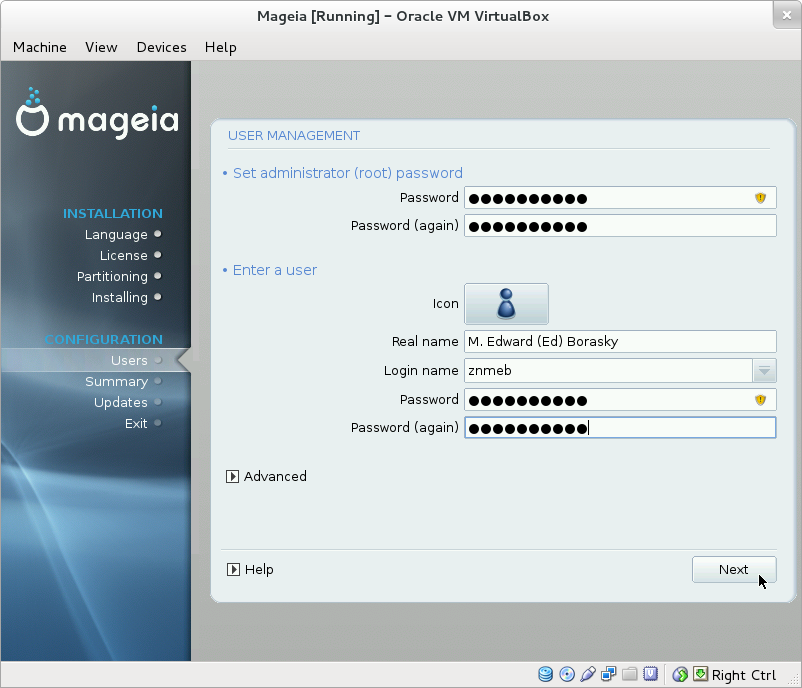 Mageia [Running] – Oracle VM VirtualBox
Machine View Devices Help
mageia
INSTALLATION
Language
License
Partitioning
Installing
CONFIGURATION
Users
Summary
Updates
Exit
USER MANAGEMENT
• Set administrator (root) password
Password ●●●●●●●●●●
Password (again) ●●●●●●●●●●
• Enter a user
Icon
Real name M. Edward (Ed) Borasky
Login name znmeb
Password ●●●●●●●●●●
Password (again) ●●●●●●●●●●
Advanced
Help
Next
Right Ctrl